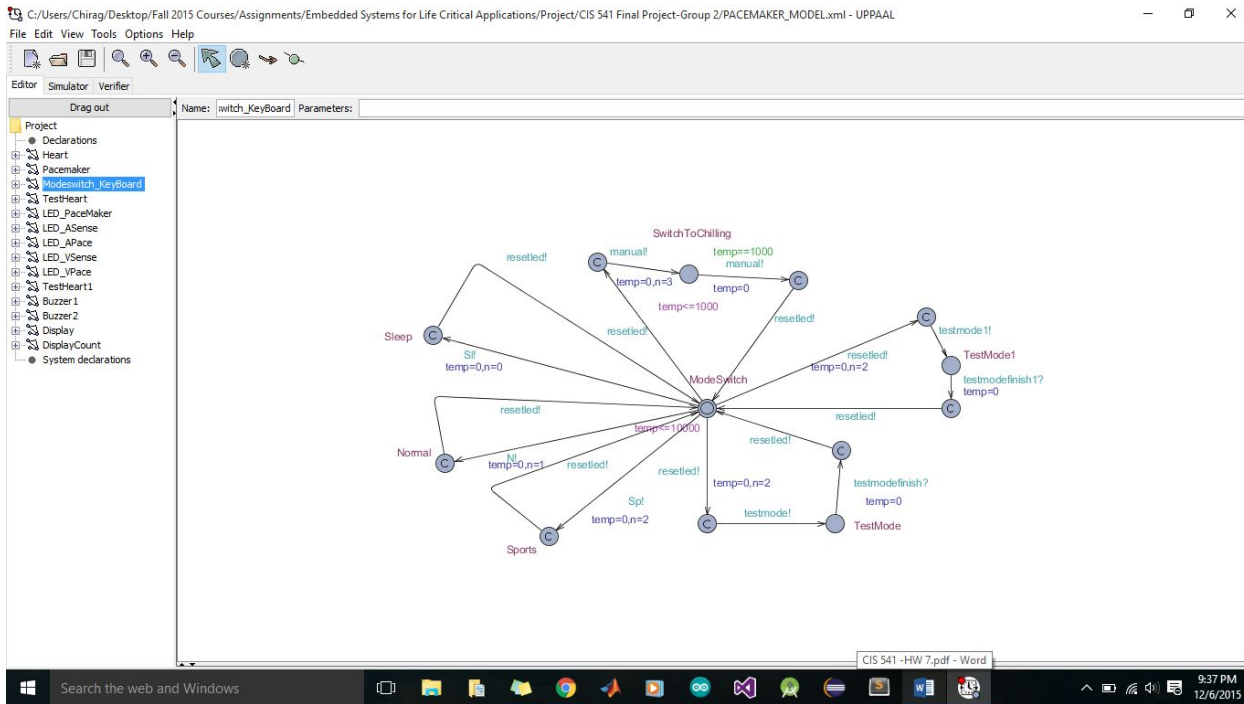 C:/Users/Chirag/Desktop/Fall 2015 Courses/Assignments/Embedded Systems for Life Critical Applications/Project/CIS 541 Final Project-Group 2/PACEMAKER_MODEL.xml - UPPAAL
File Edit View Tools Options Help
Editor Simulator Verifier
Drag out
Name: witch_KeyBoard Parameters:
Project
Declarations
Heart
Pacemaker
Modeswitch_KeyBoard
TestHeart
LED_PaceMaker
LED_ASense
LED_APace
LED_VSense
LED_VPace
TestHeart1
Buzzer1
Buzzer2
Display
DisplayCount
System declarations
SwitchToChilling
manual!
temp==1000
manual!
resetled!
C
C
temp=0,n=3
temp=0
temp<=1000
resetled!
resetled!
C
testmode1!
Sleep
C
Sl!
temp=0,n=0
resetled!
temp=0,n=2
TestMode1
testmodefinish1?
temp=0
ModeSwitch
C
resetled!
resetled!
temp<=10000
resetled!
Normal
C
N!
temp=0,n=1
resetled!
resetled!
C
temp=0,n=2
testmodefinish?
temp=0
Sp!
temp=0,n=2
testmode!
C
TestMode
C
Sports
CIS 541 -HW 7.pdf - Word
Search the web and Windows
9:37 PM
12/6/2015